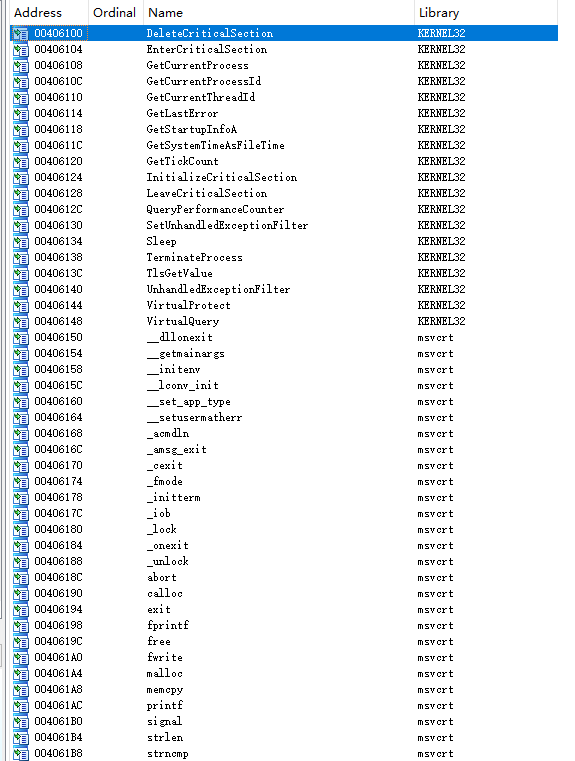 Address Ordinal Name Library
00406100 DeleteCriticalSection KERNEL32
00406104 EnterCriticalSection KERNEL32
00406108 GetCurrentProcess KERNEL32
0040610C GetCurrentProcessId KERNEL32
00406110 GetCurrentThreadId KERNEL32
00406114 GetLastError KERNEL32
00406118 GetStartupInfoA KERNEL32
0040611C GetSystemTimeAsFileTime KERNEL32
00406120 GetTickCount KERNEL32
00406124 InitializeCriticalSection KERNEL32
00406128 LeaveCriticalSection KERNEL32
0040612C QueryPerformanceCounter KERNEL32
00406130 SetUnhandledExceptionFilter KERNEL32
00406134 Sleep KERNEL32
00406138 TerminateProcess KERNEL32
0040613C TlsGetValue KERNEL32
00406140 UnhandledExceptionFilter KERNEL32
00406144 VirtualProtect KERNEL32
00406148 VirtualQuery KERNEL32
00406150 __dllonexit msvcrt
00406154 __getmainargs msvcrt
00406158 __initenv msvcrt
0040615C __lconv_init msvcrt
00406160 __set_app_type msvcrt
00406164 __setusermatherr msvcrt
00406168 _acmdln msvcrt
0040616C _amsg_exit msvcrt
00406170 _cexit msvcrt
00406174 _fmode msvcrt
00406178 _initterm msvcrt
0040617C _iob msvcrt
00406180 _lock msvcrt
00406184 _onexit msvcrt
00406188 _unlock msvcrt
0040618C abort msvcrt
00406190 calloc msvcrt
00406194 exit msvcrt
00406198 fprintf msvcrt
0040619C free msvcrt
004061A0 fwrite msvcrt
004061A4 malloc msvcrt
004061A8 memcpy msvcrt
004061AC printf msvcrt
004061B0 signal msvcrt
004061B4 strlen msvcrt
004061B8 strncmp msvcrt